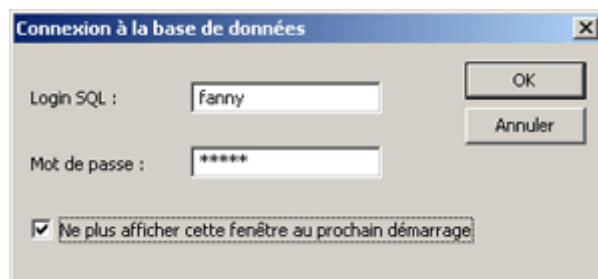 Connexion à la base de données
Login SQL : fanny
OK
Annuler
Mot de passe : *****
Ne plus afficher cette fenêtre au prochain démarrage